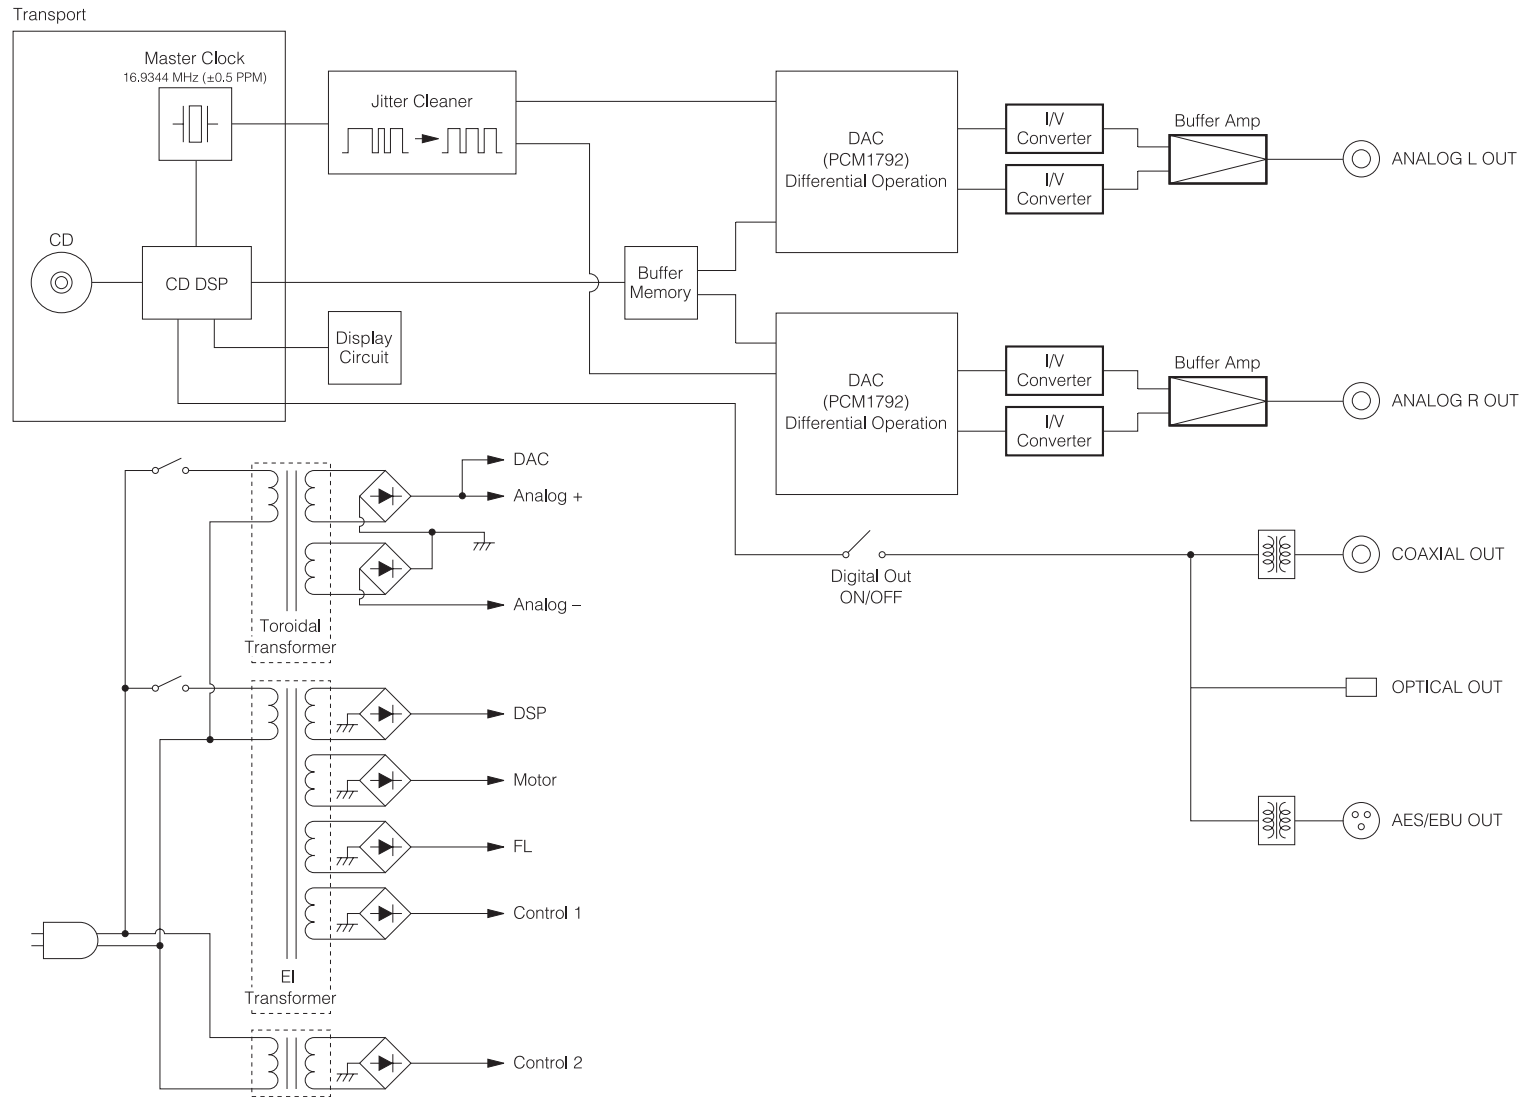 Transport
Master Clock
16.9344 MHz (±0.5 PPM)
Jitter Cleaner
DAC
(PCM1792)
Differential Operation
I/V
Converter
I/V
Converter
Buffer Amp
ANALOG L OUT
CD
CD DSP
Buffer
Memory
Display
Circuit
DAC
(PCM1792)
Differential Operation
I/V
Converter
I/V
Converter
Buffer Amp
ANALOG R OUT
DAC
Analog +
Analog –
Toroidal
Transformer
Digital Out
ON/OFF
COAXIAL OUT
OPTICAL OUT
AES/EBU OUT
DSP
Motor
FL
Control 1
EI
Transformer
Control 2